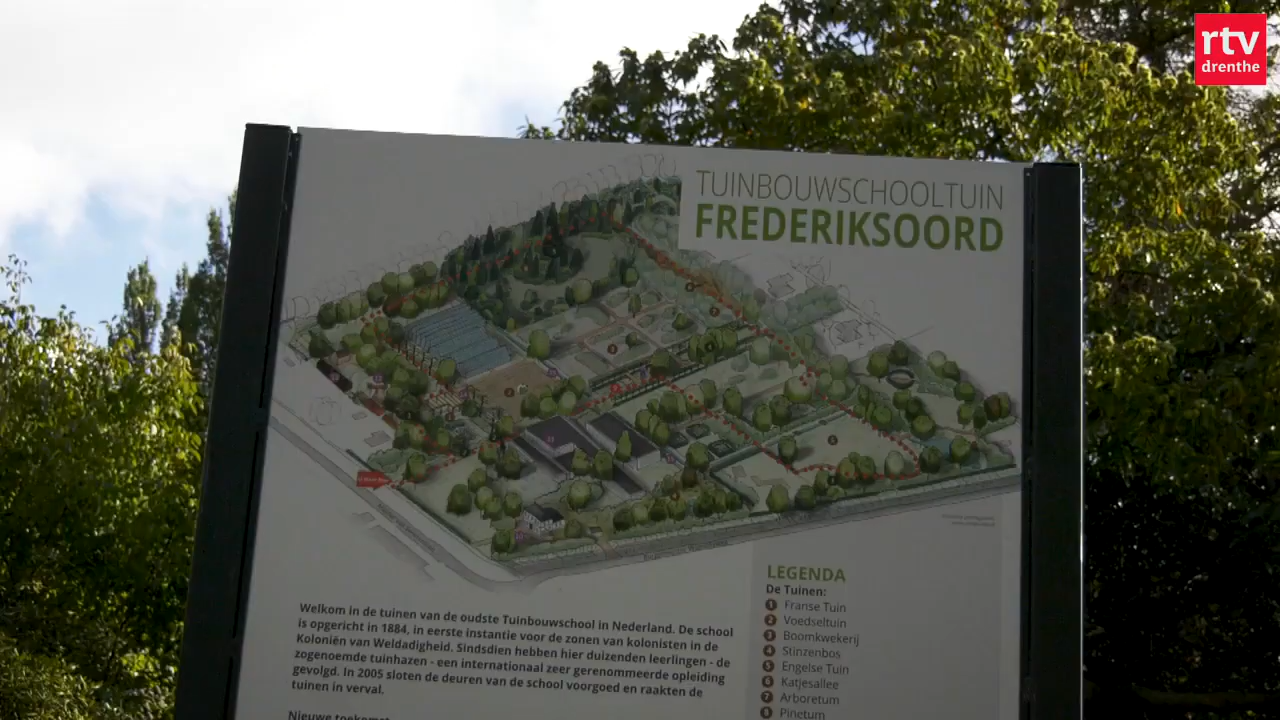 rtv
drenthe
TUINBOUWSCHOOLTUIN
FREDERIKSOORD
LEGENDA
De Tuinen:
1 Franse Tuin
2 Voedseltuin
3 Boomkwekerij
4 Stinzenbos
5 Engelse Tuin
6 Katjesallee
7 Arboretum
8 Pinetum
Welkom in de tuinen van de oudste Tuinbouwschool in Nederland. De school
is opgericht in 1884, in eerste instantie voor de zonen van kolonisten in de
Koloniën van Weldadigheid. Sindsdien hebben hier duizenden leerlingen - de
zogenoemde tuinhazen - een internationaal zeer gerenommeerde opleiding
gevolgd. In 2005 sloten de deuren van de school voorgoed en raakten de
tuinen in verval.
Nieuwe toekomst